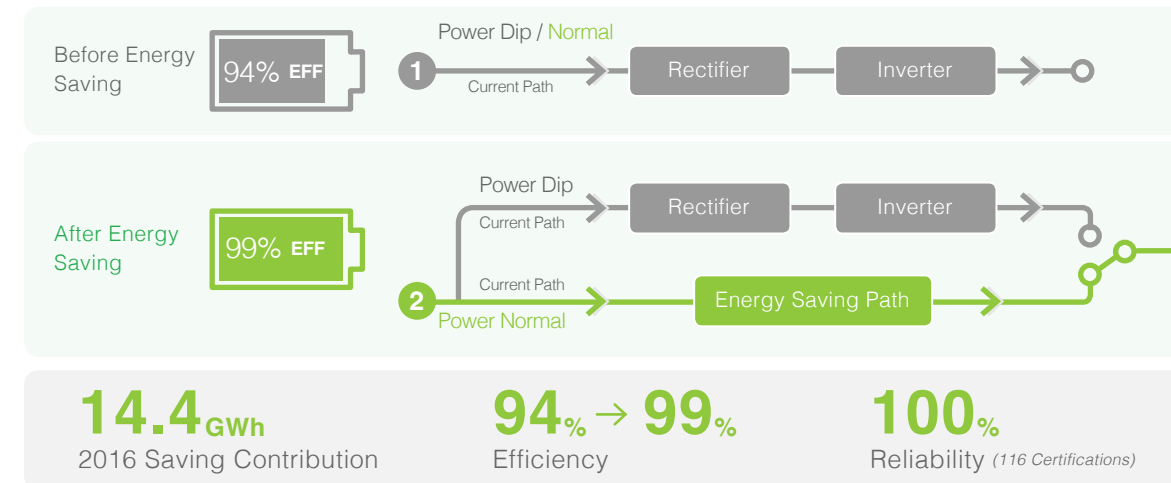 Before Energy
Saving
94% EFF
1
Power Dip / Normal
Current Path
Rectifier
Inverter
After Energy
Saving
99% EFF
Power Dip
Current Path
Rectifier
Inverter
2
Current Path
Power Normal
Energy Saving Path
14.4 GWh
2016 Saving Contribution
94% → 99%
Efficiency
100%
Reliability (116 Certifications)